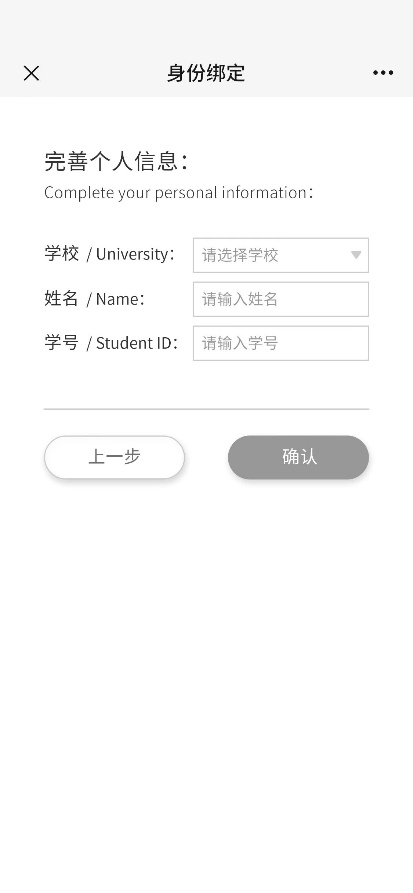 身份绑定
完善个人信息：
Complete your personal information：
学校 / University： 请选择学校
姓名 / Name： 请输入姓名
学号 / Student ID： 请输入学号
上一步 确认